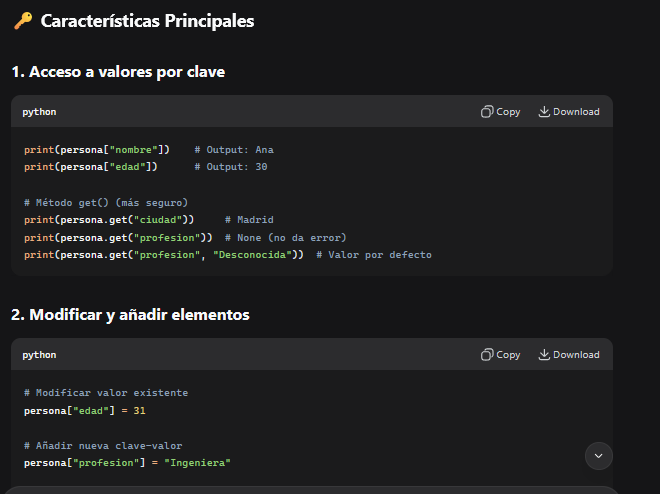 🔑 Características Principales
1. Acceso a valores por clave
python Copy Download
print(persona["nombre"])    # Output: Ana
print(persona["edad"])      # Output: 30
# Método get() (más seguro)
print(persona.get("ciudad"))     # Madrid
print(persona.get("profesion"))  # None (no da error)
print(persona.get("profesion", "Desconocida"))  # Valor por defecto
2. Modificar y añadir elementos
python Copy Download
# Modificar valor existente
persona["edad"] = 31
# Añadir nueva clave-valor
persona["profesion"] = "Ingeniera"